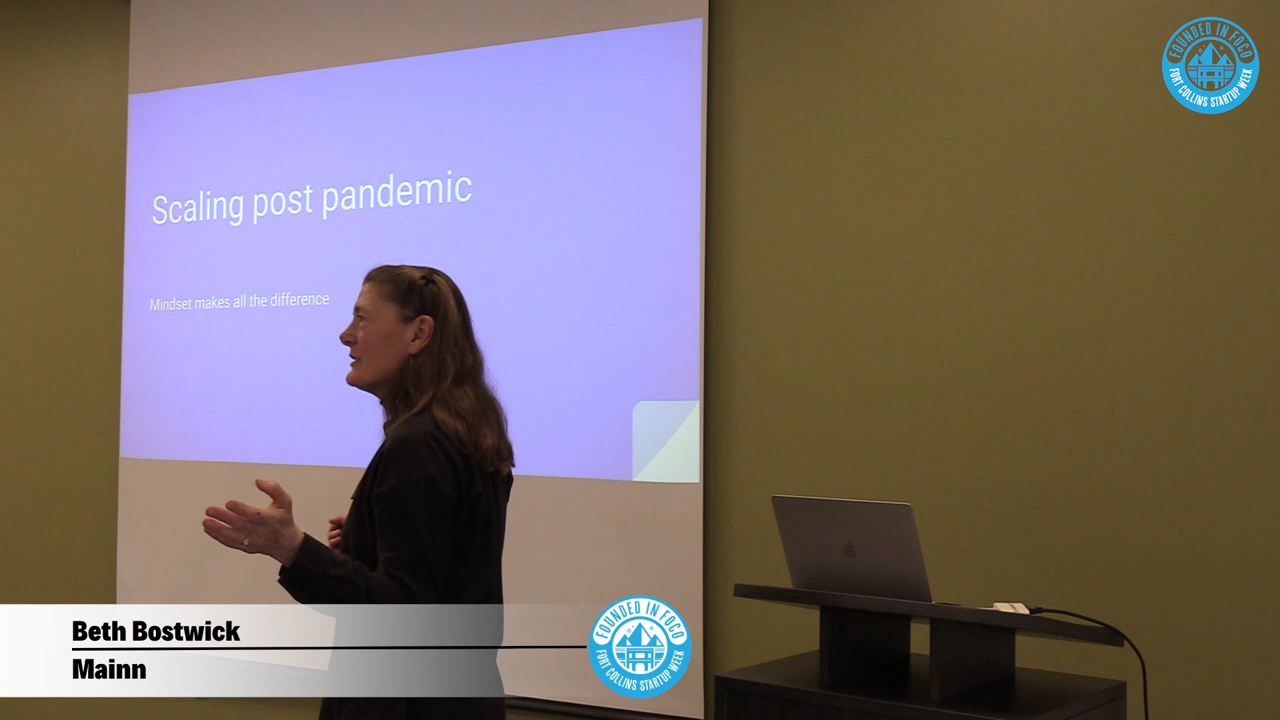 FOUNDED IN FOCO
FORT COLLINS STARTUP WEEK
Scaling post pandemic
Mindset makes all the difference
Beth Bostwick
Mainn
FOUNDED IN FOCO
FORT COLLINS STARTUP WEEK